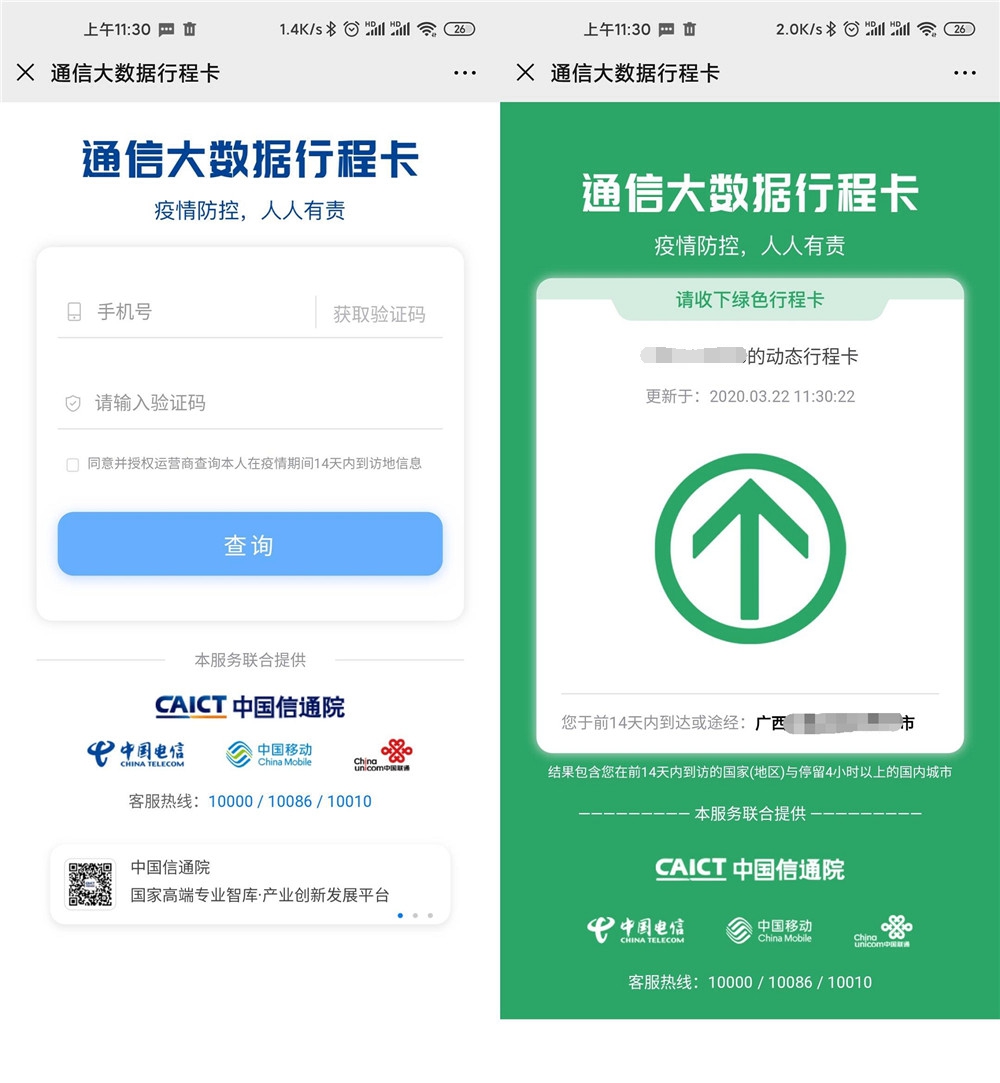 上午11:30
1.4K/s
HD
HD
26
通信大数据行程卡
通信大数据行程卡
疫情防控，人人有责
手机号
获取验证码
请输入验证码
同意并授权运营商查询本人在疫情期间14天内到访地信息
查询
本服务联合提供
CAICT 中国信通院
中国电信
CHINA TELECOM
中国移动
China Mobile
China
unicom中国联通
客服热线：10000 / 10086 / 10010
中国信通院
国家高端专业智库·产业创新发展平台
上午11:30
2.0K/s
HD
HD
26
通信大数据行程卡
通信大数据行程卡
疫情防控，人人有责
请收下绿色行程卡
的动态行程卡
更新于：2020.03.22 11:30:22
您于前14天内到达或途经：广西
市
结果包含您在前14天内到访的国家(地区)与停留4小时以上的国内城市
本服务联合提供
CAICT 中国信通院
中国电信
CHINA TELECOM
中国移动
China Mobile
China
unicom中国联通
客服热线：10000 / 10086 / 10010